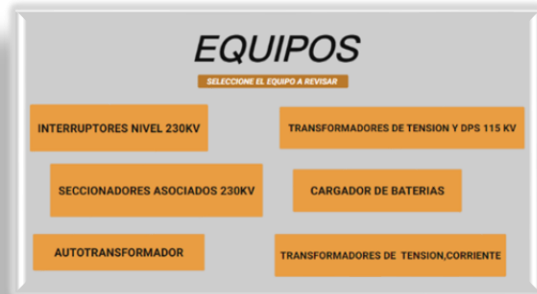 EQUIPOS
SELECCIONE EL EQUIPO A REVISAR
INTERRUPTORES NIVEL 230KV
TRANSFORMADORES DE TENSION Y DPS 115 KV
SECCIONADORES ASOCIADOS 230KV
CARGADOR DE BATERIAS
AUTOTRANSFORMADOR
TRANSFORMADORES DE TENSION,CORRIENTE